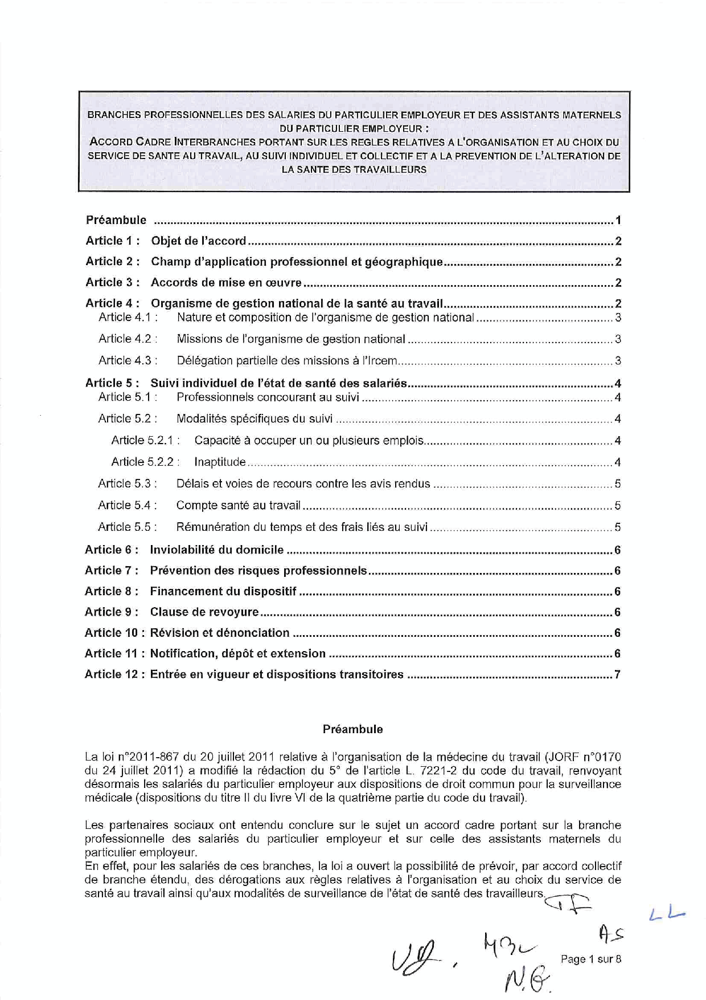 BRANCHES PROFESSIONNELLES DES SALARIES DU PARTICULIER EMPLOYEUR ET DES ASSISTANTS MATERNELS
DU PARTICULIER EMPLOYEUR :
ACCORD CADRE INTERBRANCHES PORTANT SUR LES REGLES RELATIVES A L'ORGANISATION ET AU CHOIX DU
SERVICE DE SANTE AU TRAVAIL, AU SUIVI INDIVIDUEL ET COLLECTIF ET A LA PREVENTION DE L'ALTERATION DE
LA SANTE DES TRAVAILLEURS
Préambule ........ 1
Article 1 : Objet de l'accord ........ 2
Article 2 : Champ d'application professionnel et géographique ........ 2
Article 3 : Accords de mise en œuvre ........ 2
Article 4 : Organisme de gestion national de la santé au travail ........ 2
Article 4.1 : Nature et composition de l'organisme de gestion national ........ 3
Article 4.2 : Missions de l'organisme de gestion national ........ 3
Article 4.3 : Délégation partielle des missions à l'Ircem ........ 3
Article 5 : Suivi individuel de l'état de santé des salariés ........ 4
Article 5.1 : Professionnels concourant au suivi ........ 4
Article 5.2 : Modalités spécifiques du suivi ........ 4
Article 5.2.1 : Capacité à occuper un ou plusieurs emplois ........ 4
Article 5.2.2 : Inaptitude ........ 4
Article 5.3 : Délais et voies de recours contre les avis rendus ........ 5
Article 5.4 : Compte santé au travail ........ 5
Article 5.5 : Rémunération du temps et des frais liés au suivi ........ 5
Article 6 : Inviolabilité du domicile ........ 6
Article 7 : Prévention des risques professionnels ........ 6
Article 8 : Financement du dispositif ........ 6
Article 9 : Clause de revoyure ........ 6
Article 10 : Révision et dénonciation ........ 6
Article 11 : Notification, dépôt et extension ........ 6
Article 12 : Entrée en vigueur et dispositions transitoires ........ 7
Préambule
La loi n°2011-867 du 20 juillet 2011 relative à l'organisation de la médecine du travail (JORF n°0170
du 24 juillet 2011) a modifié la rédaction du 5° de l'article L. 7221-2 du code du travail, renvoyant
désormais les salariés du particulier employeur aux dispositions de droit commun pour la surveillance
médicale (dispositions du titre II du livre VI de la quatrième partie du code du travail).
Les partenaires sociaux ont entendu conclure sur le sujet un accord cadre portant sur la branche
professionnelle des salariés du particulier employeur et sur celle des assistants maternels du
particulier employeur.
En effet, pour les salariés de ces branches, la loi a ouvert la possibilité de prévoir, par accord collectif
de branche étendu, des dérogations aux règles relatives à l'organisation et au choix du service de
santé au travail ainsi qu'aux modalités de surveillance de l'état de santé des travailleurs.
LL
AS
Page 1 sur 8